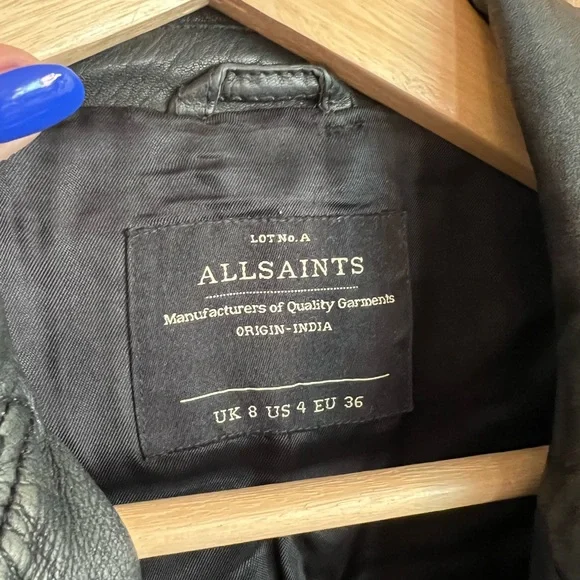 LOT No. A
ALLSAINTS
Manufacturers of Quality Garments
ORIGIN-INDIA
UK 8 US 4 EU 36